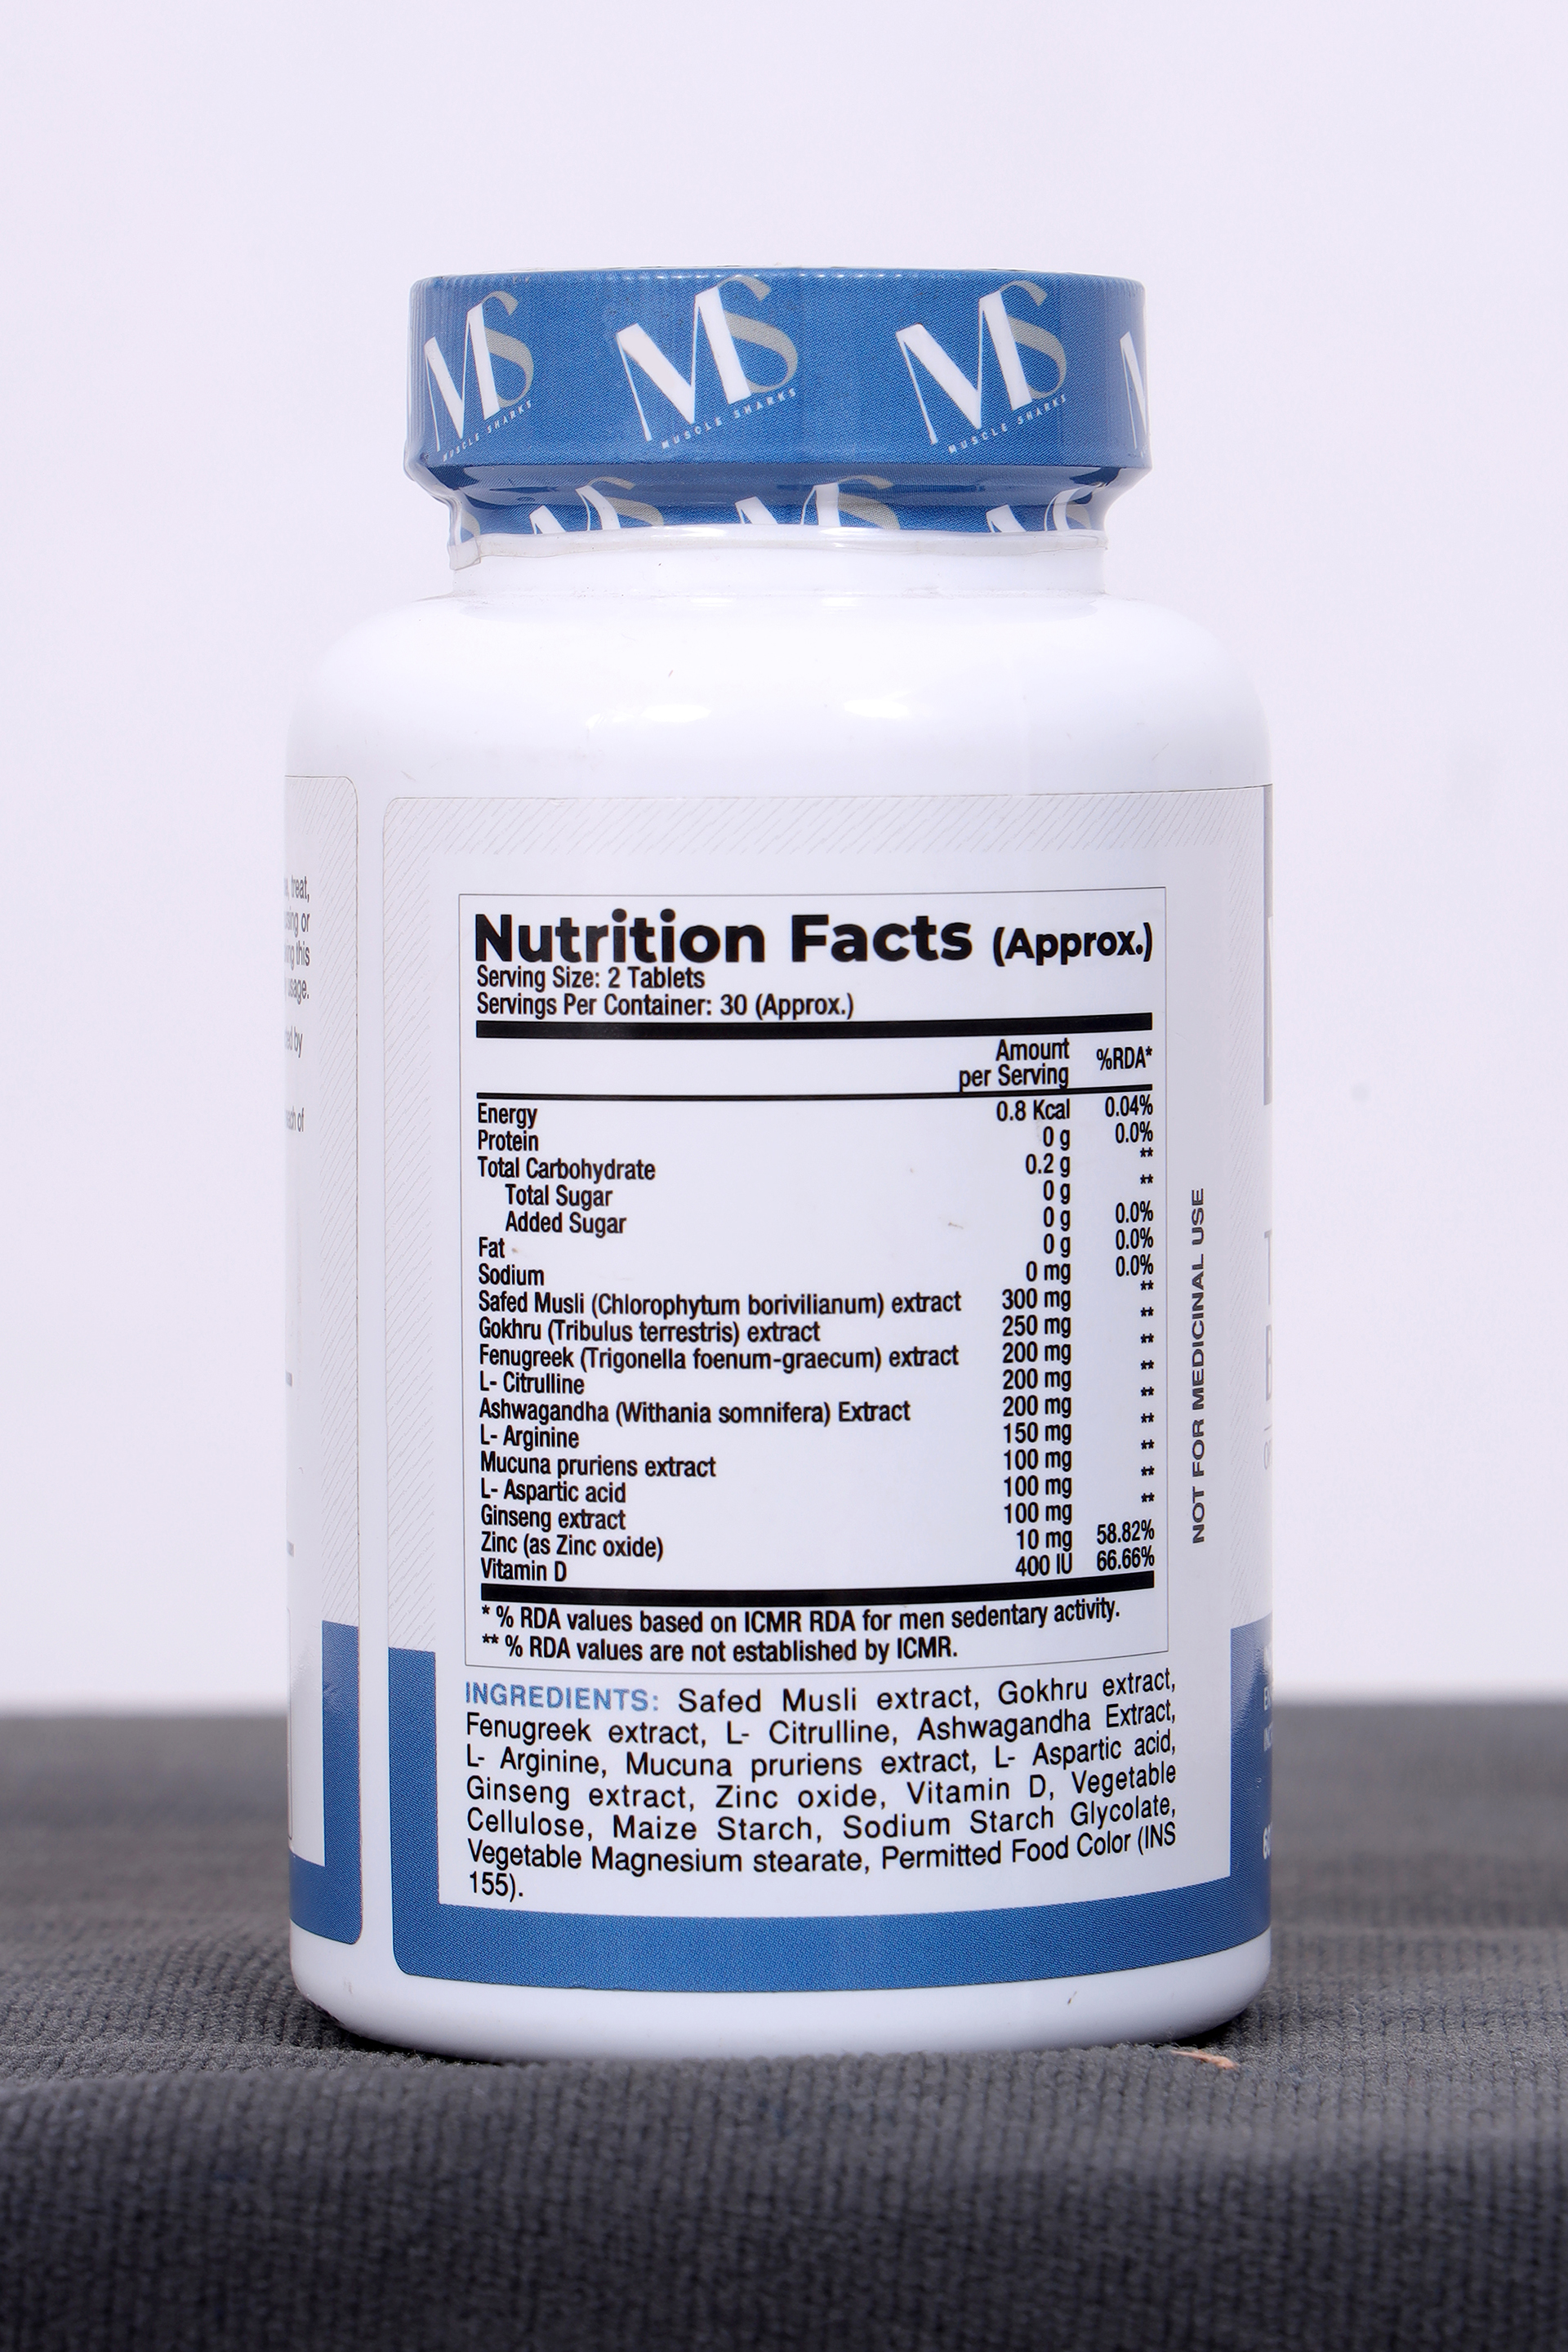 MS MS MS
MUSCLE SHARKS MUSCLE SHARKS MUSCLE SHARKS
treat,
or
this
usage.
by
of
Nutrition Facts (Approx.)
Serving Size: 2 Tablets
Servings Per Container: 30 (Approx.)
Amount per Serving %RDA*
Energy 0.8 Kcal 0.04%
Protein 0 g 0.0%
Total Carbohydrate 0.2 g **
Total Sugar 0 g **
Added Sugar 0 g 0.0%
Fat 0 g 0.0%
Sodium 0 mg 0.0%
Safed Musli (Chlorophytum borivilianum) extract 300 mg **
Gokhru (Tribulus terrestris) extract 250 mg **
Fenugreek (Trigonella foenum-graecum) extract 200 mg **
L- Citrulline 200 mg **
Ashwagandha (Withania somnifera) Extract 200 mg **
L- Arginine 150 mg **
Mucuna pruriens extract 100 mg **
L- Aspartic acid 100 mg **
Ginseng extract 100 mg **
Zinc (as Zinc oxide) 10 mg 58.82%
Vitamin D 400 IU 66.66%
* % RDA values based on ICMR RDA for men sedentary activity.
** % RDA values are not established by ICMR.
INGREDIENTS: Safed Musli extract, Gokhru extract,
Fenugreek extract, L- Citrulline, Ashwagandha Extract,
L- Arginine, Mucuna pruriens extract, L- Aspartic acid,
Ginseng extract, Zinc oxide, Vitamin D, Vegetable
Cellulose, Maize Starch, Sodium Starch Glycolate,
Vegetable Magnesium stearate, Permitted Food Color (INS
155).
NOT FOR MEDICINAL USE